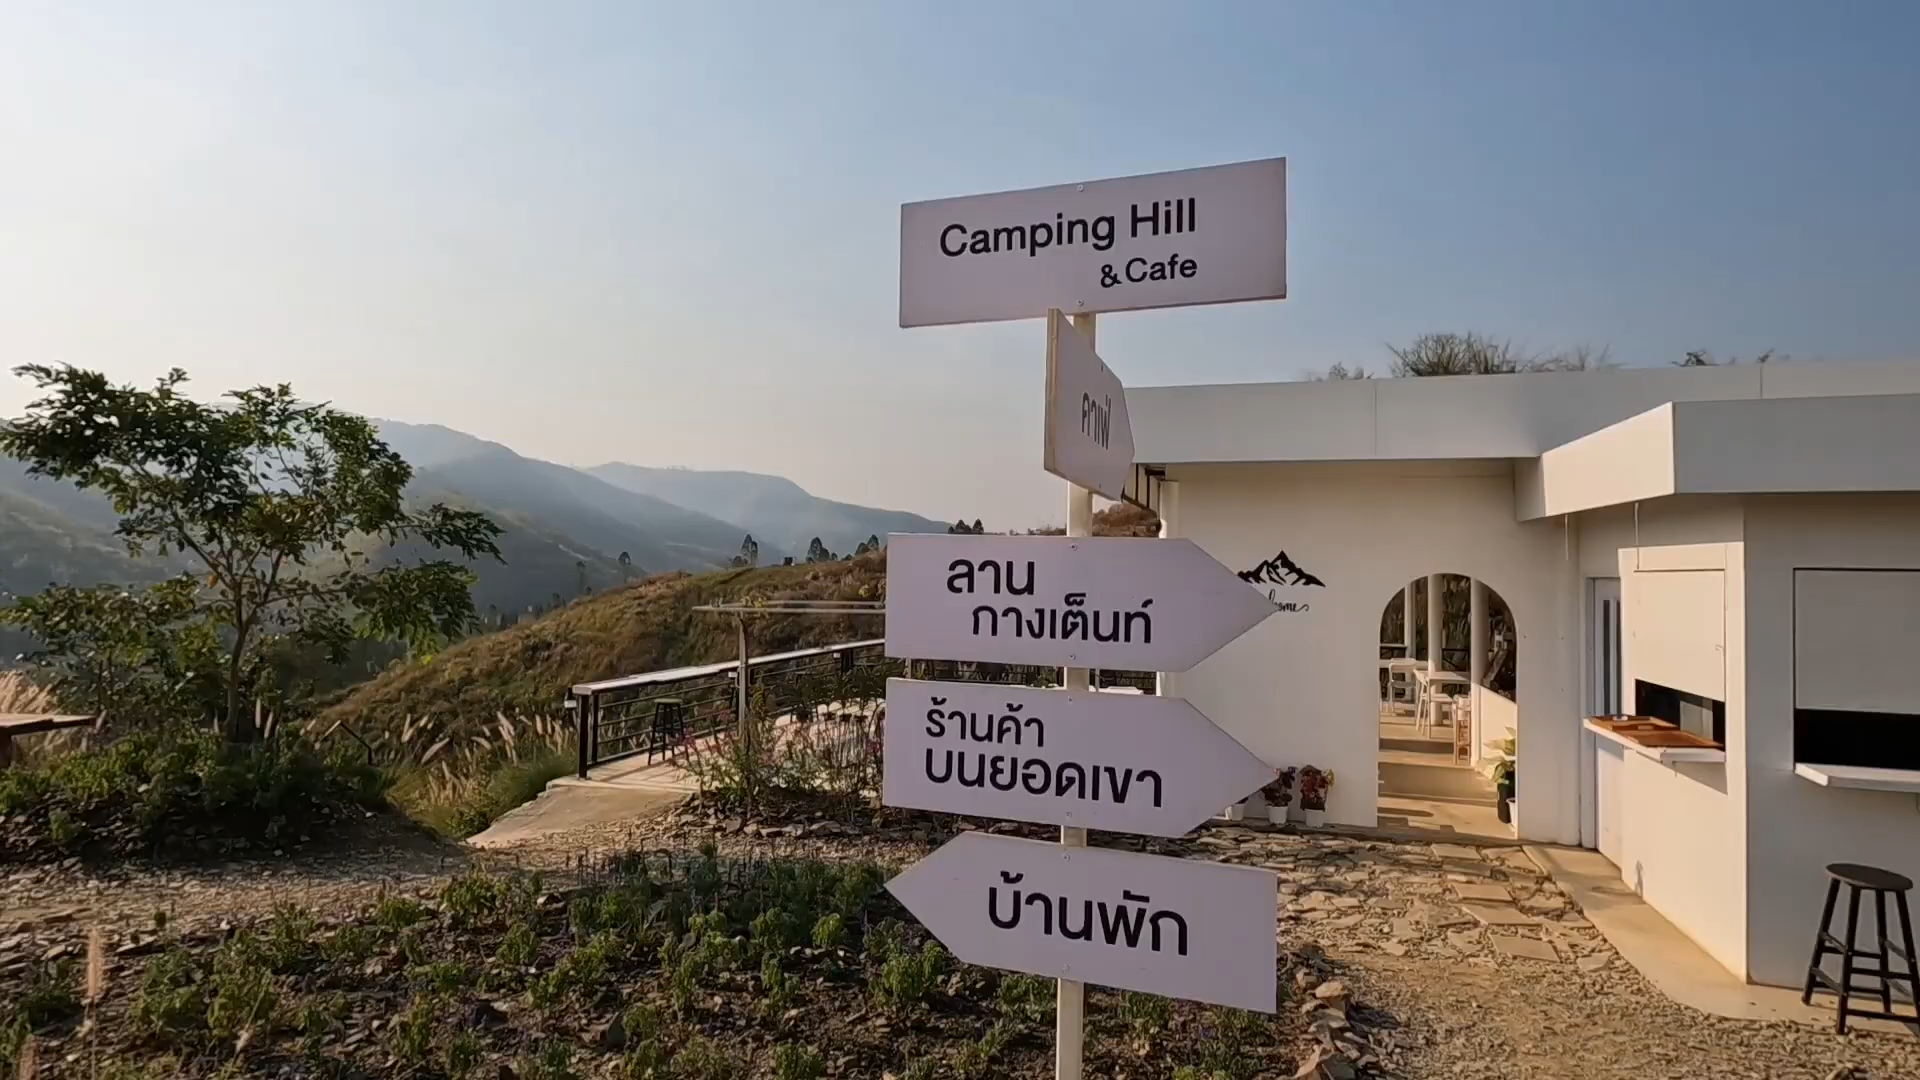 Camping Hill
& Cafe
คาเฟ่
ลาน
กางเต็นท์
ร้านค้า
บนยอดเขา
บ้านพัก